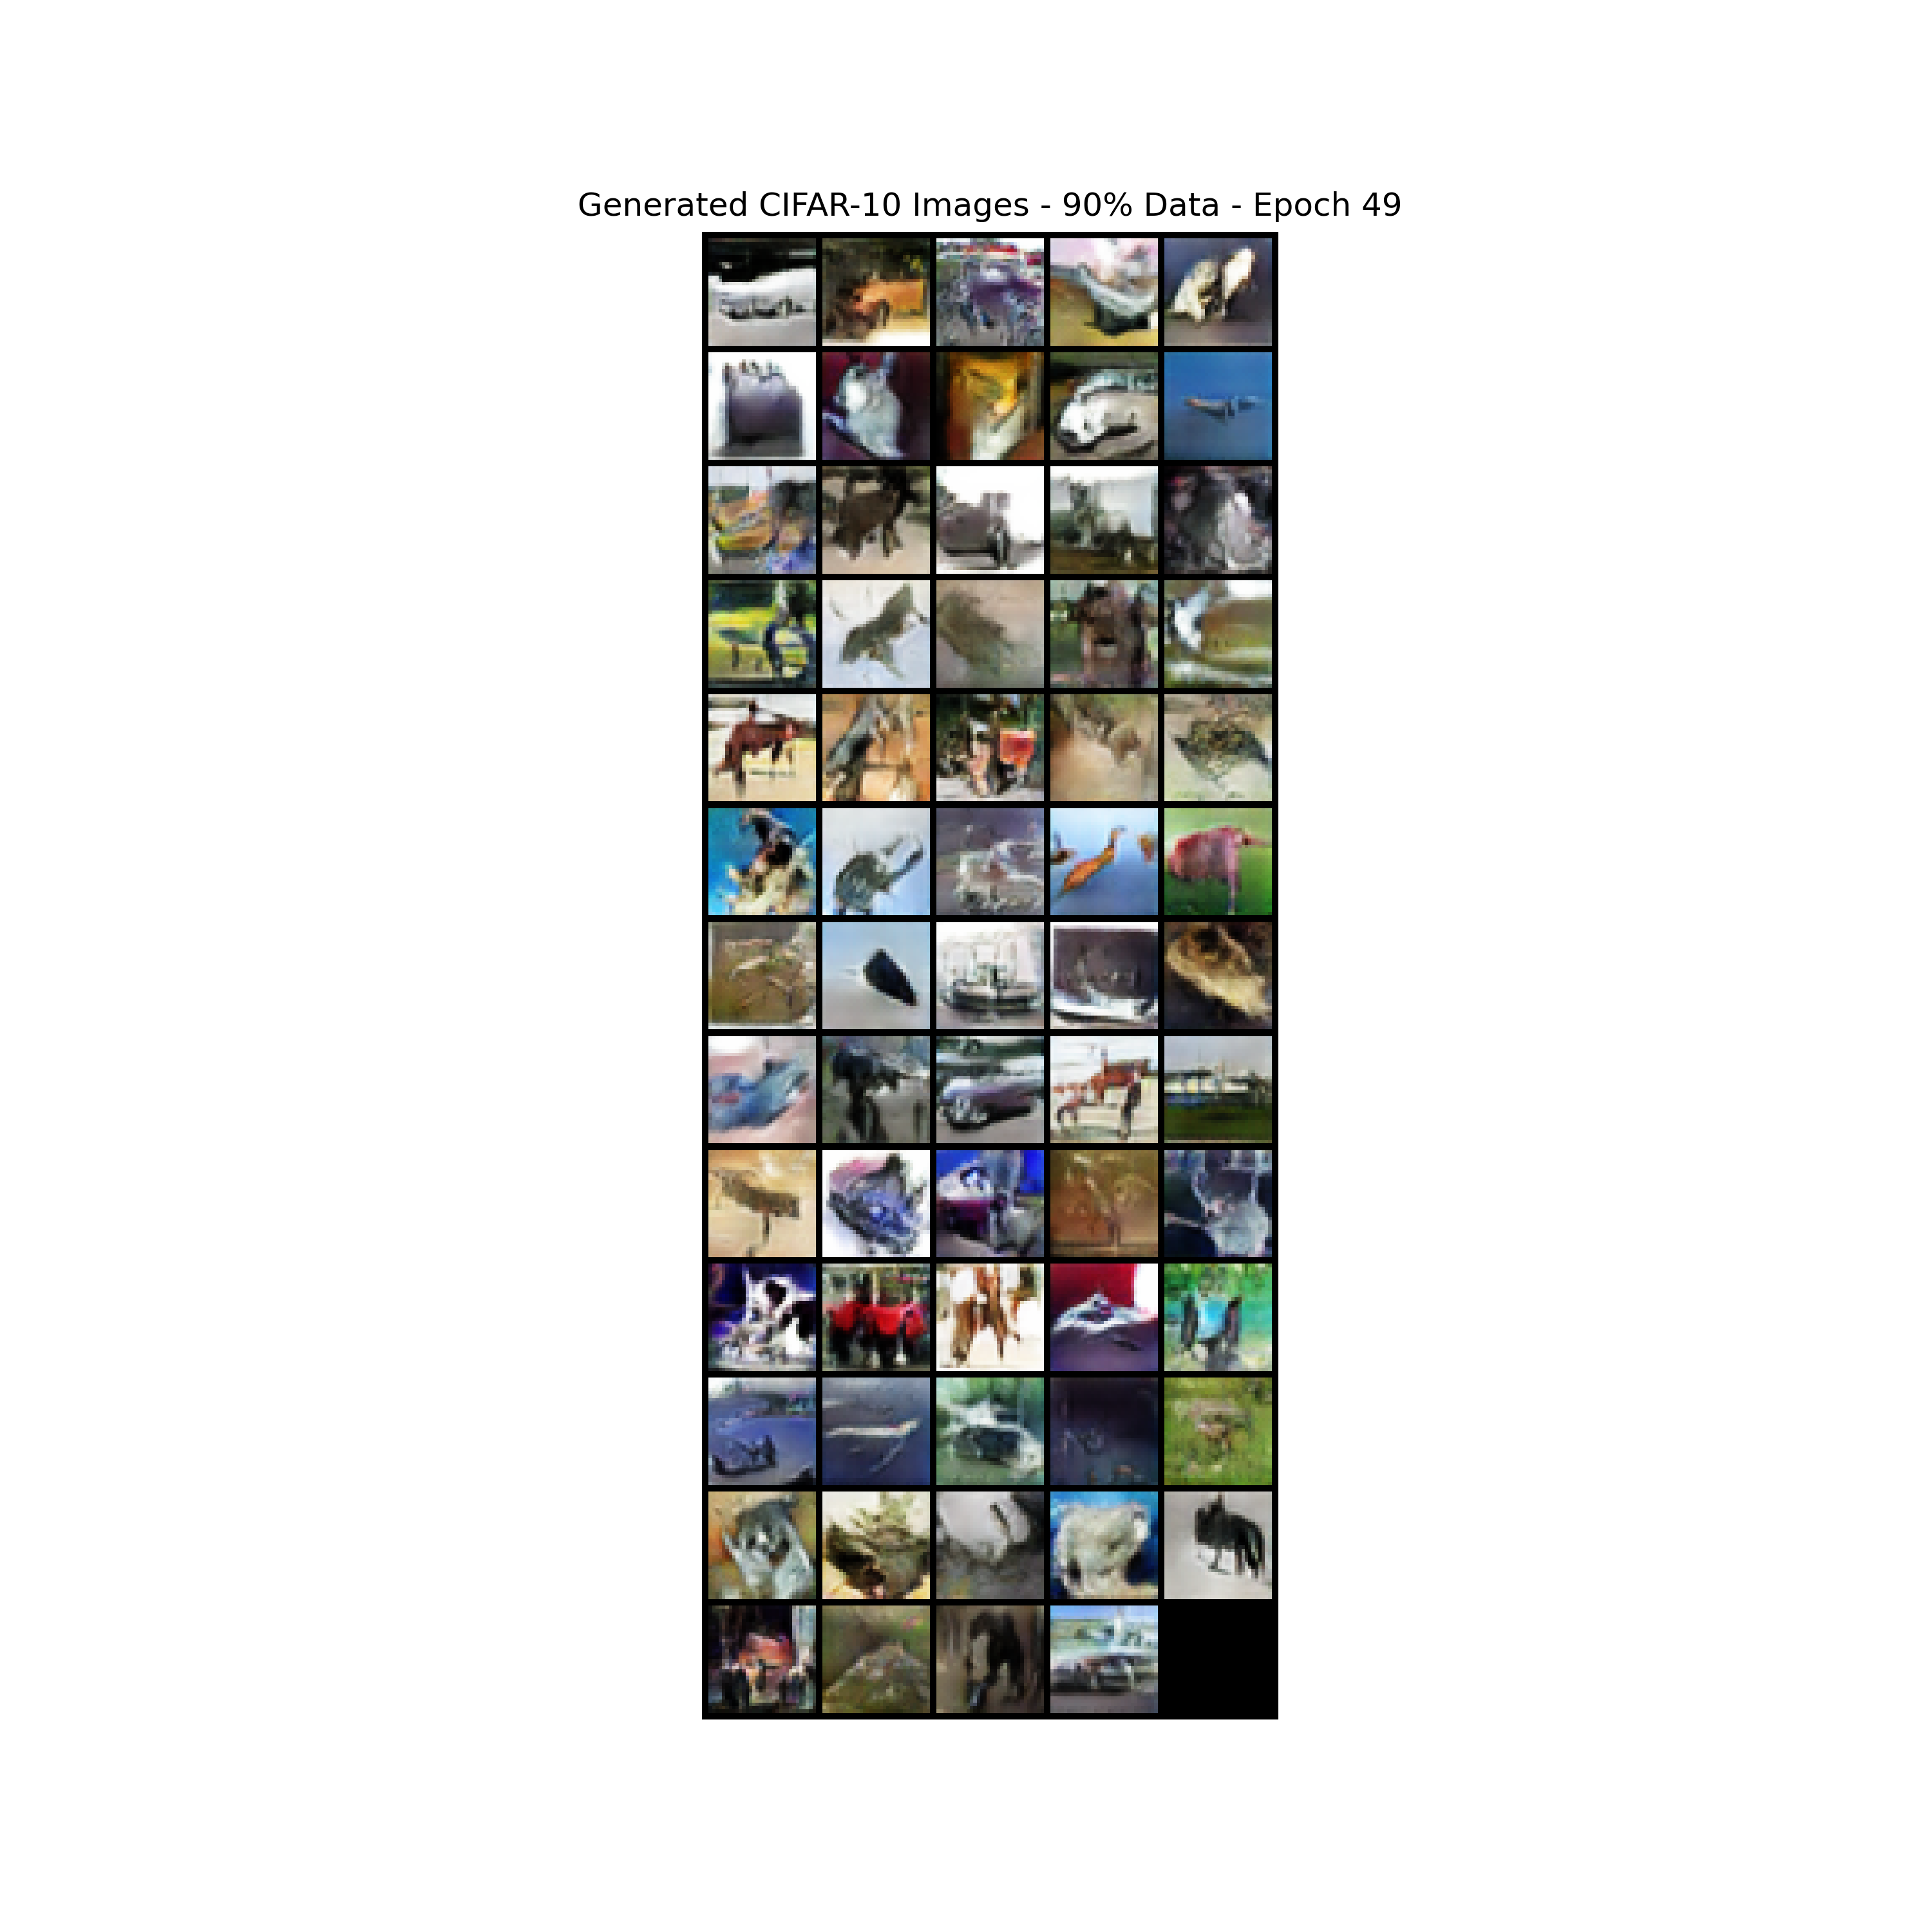 Generated CIFAR-10 Images - 90% Data - Epoch 49